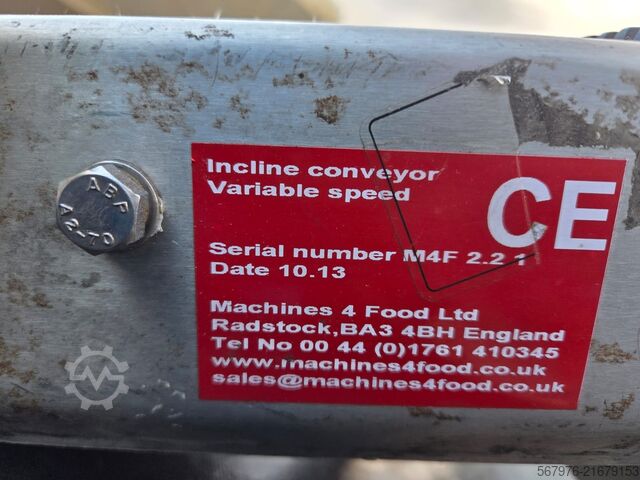 Incline conveyor
Variable speed
CE
Serial number M4F 2.2 1
Date 10.13
Machines 4 Food Ltd
Radstock,BA3 4BH England
Tel No 00 44 (0)1761 410345
www.machines4food.co.uk
sales@machines4food.co.uk
ABF
A2-70
567976-21679153